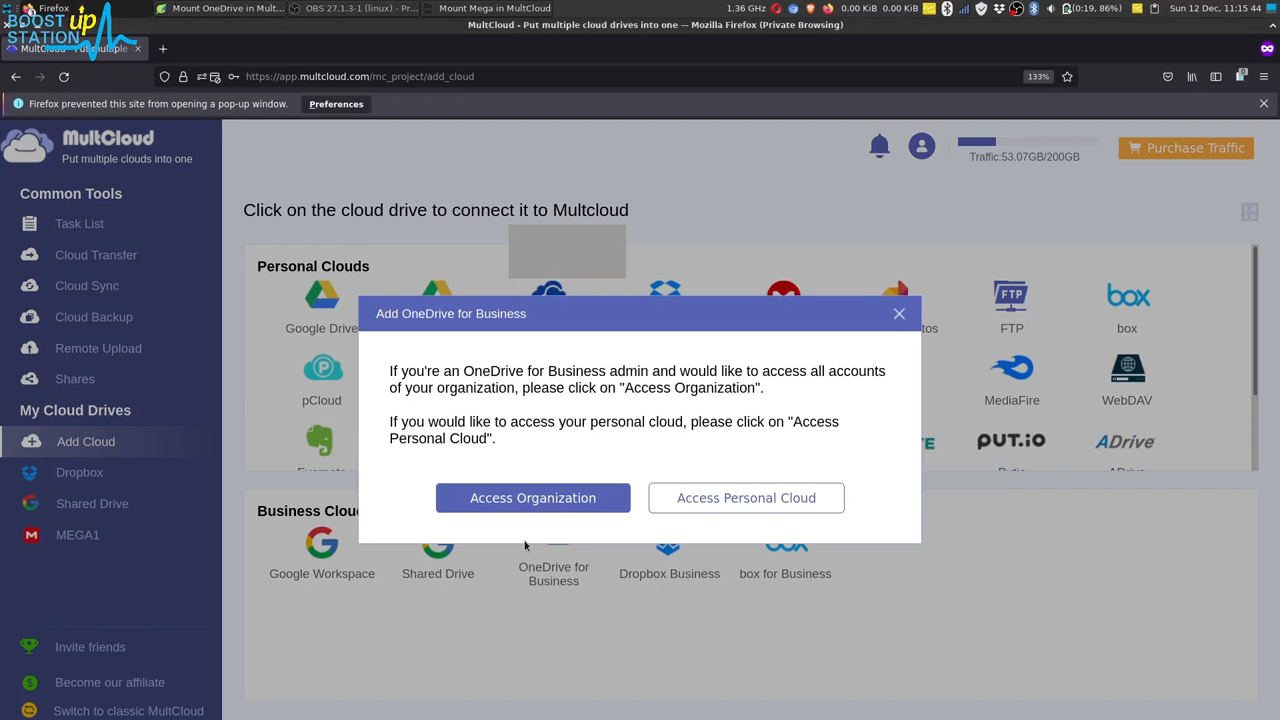 Firefox
Mount OneDrive in Mult...
OBS 27.1.3-1 (linux) - Pr...
Mount Mega in MultCloud
1.36 GHz
0.00 KiB
0.00 KiB
(0:19, 86%)
Sun 12 Dec, 11:15:44
BOOST up
STATION
MultCloud - Put multiple cloud drives into one — Mozilla Firefox (Private Browsing)
MultCloud - Put multiple
https://app.multcloud.com/mc_project/add_cloud
133%
Firefox prevented this site from opening a pop-up window.
Preferences
MultCloud
Put multiple clouds into one
Traffic:53.07GB/200GB
Purchase Traffic
Common Tools
Task List
Cloud Transfer
Cloud Sync
Cloud Backup
Remote Upload
Shares
My Cloud Drives
Add Cloud
Dropbox
Shared Drive
MEGA1
Invite friends
Become our affiliate
Switch to classic MultCloud
Click on the cloud drive to connect it to Multcloud
Personal Clouds
Google Drive
FTP
FTP
box
box
pCloud
MediaFire
WebDAV
Evernote
PUT.IO
Putio
ADrive
ADrive
Add OneDrive for Business
If you're an OneDrive for Business admin and would like to access all accounts
of your organization, please click on "Access Organization".
If you would like to access your personal cloud, please click on "Access
Personal Cloud".
Access Organization
Access Personal Cloud
Google Workspace
Shared Drive
OneDrive for
Business
Dropbox Business
box for Business